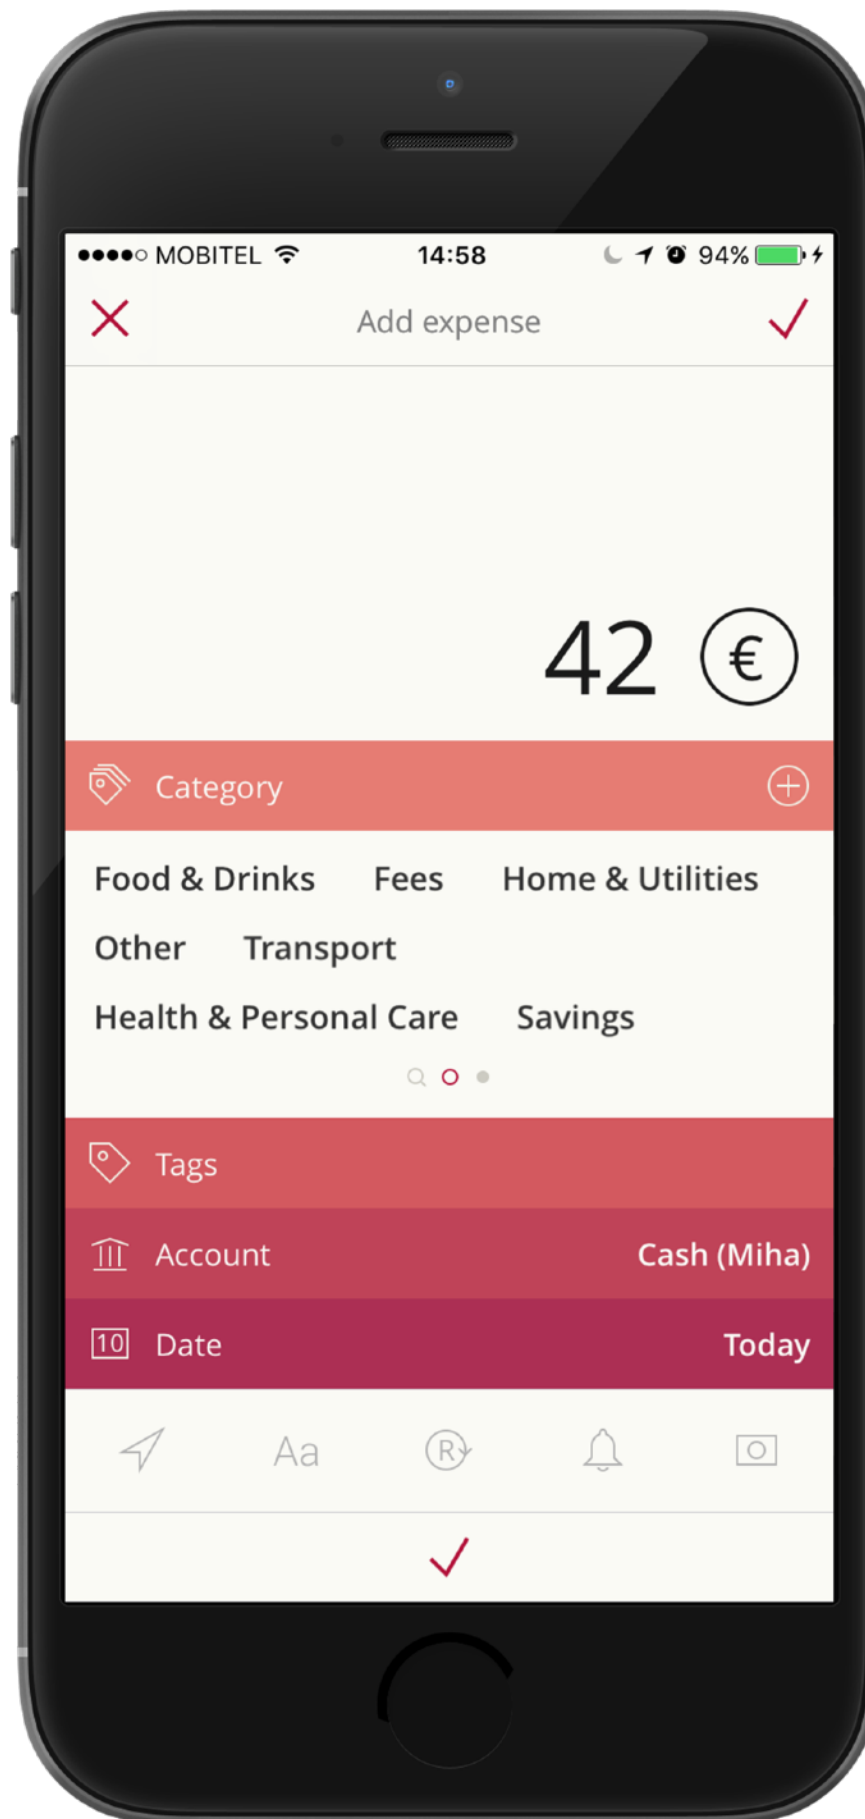 MOBITEL 14:58 94%
Add expense
42 €
Category
Food & Drinks Fees Home & Utilities
Other Transport
Health & Personal Care Savings
Tags
Account Cash (Miha)
10 Date Today
Aa R